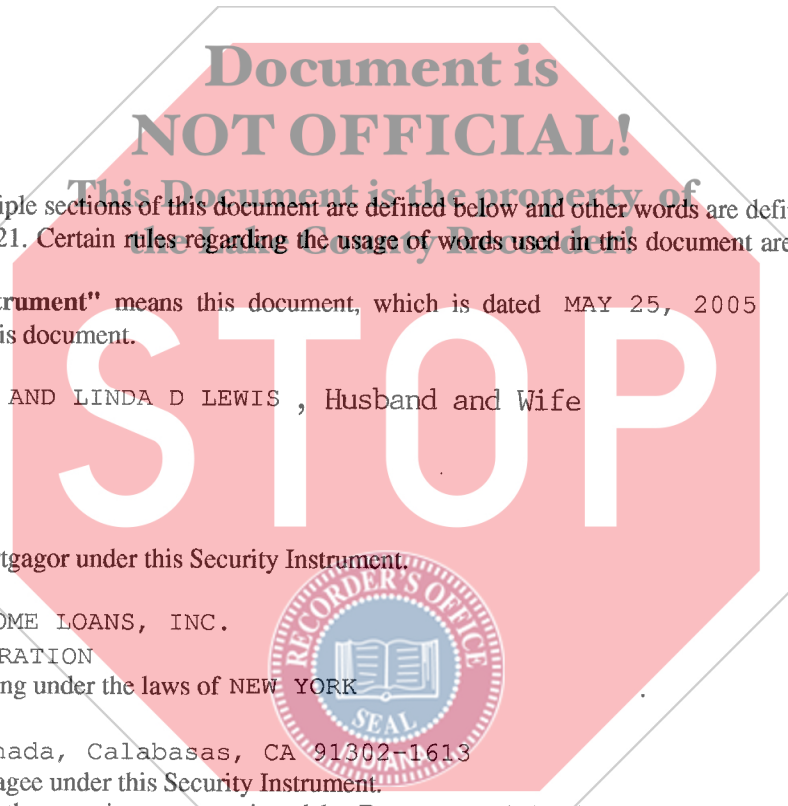 Document is
NOT OFFICIAL!
This Document is the property of
the Lake County Recorder!
iple sections of this document are defined below and other words are defi
21. Certain rules regarding the usage of words used in this document are
trument" means this document, which is dated MAY 25, 2005
is document.
AND LINDA D LEWIS , Husband and Wife
STOP
tgagor under this Security Instrument.
OME LOANS, INC.
RATION
ng under the laws of NEW YORK
RECORDER'S OFFICE
SEAL
INDIANA
nada, Calabasas, CA 91302-1613
agee under this Security Instrument.